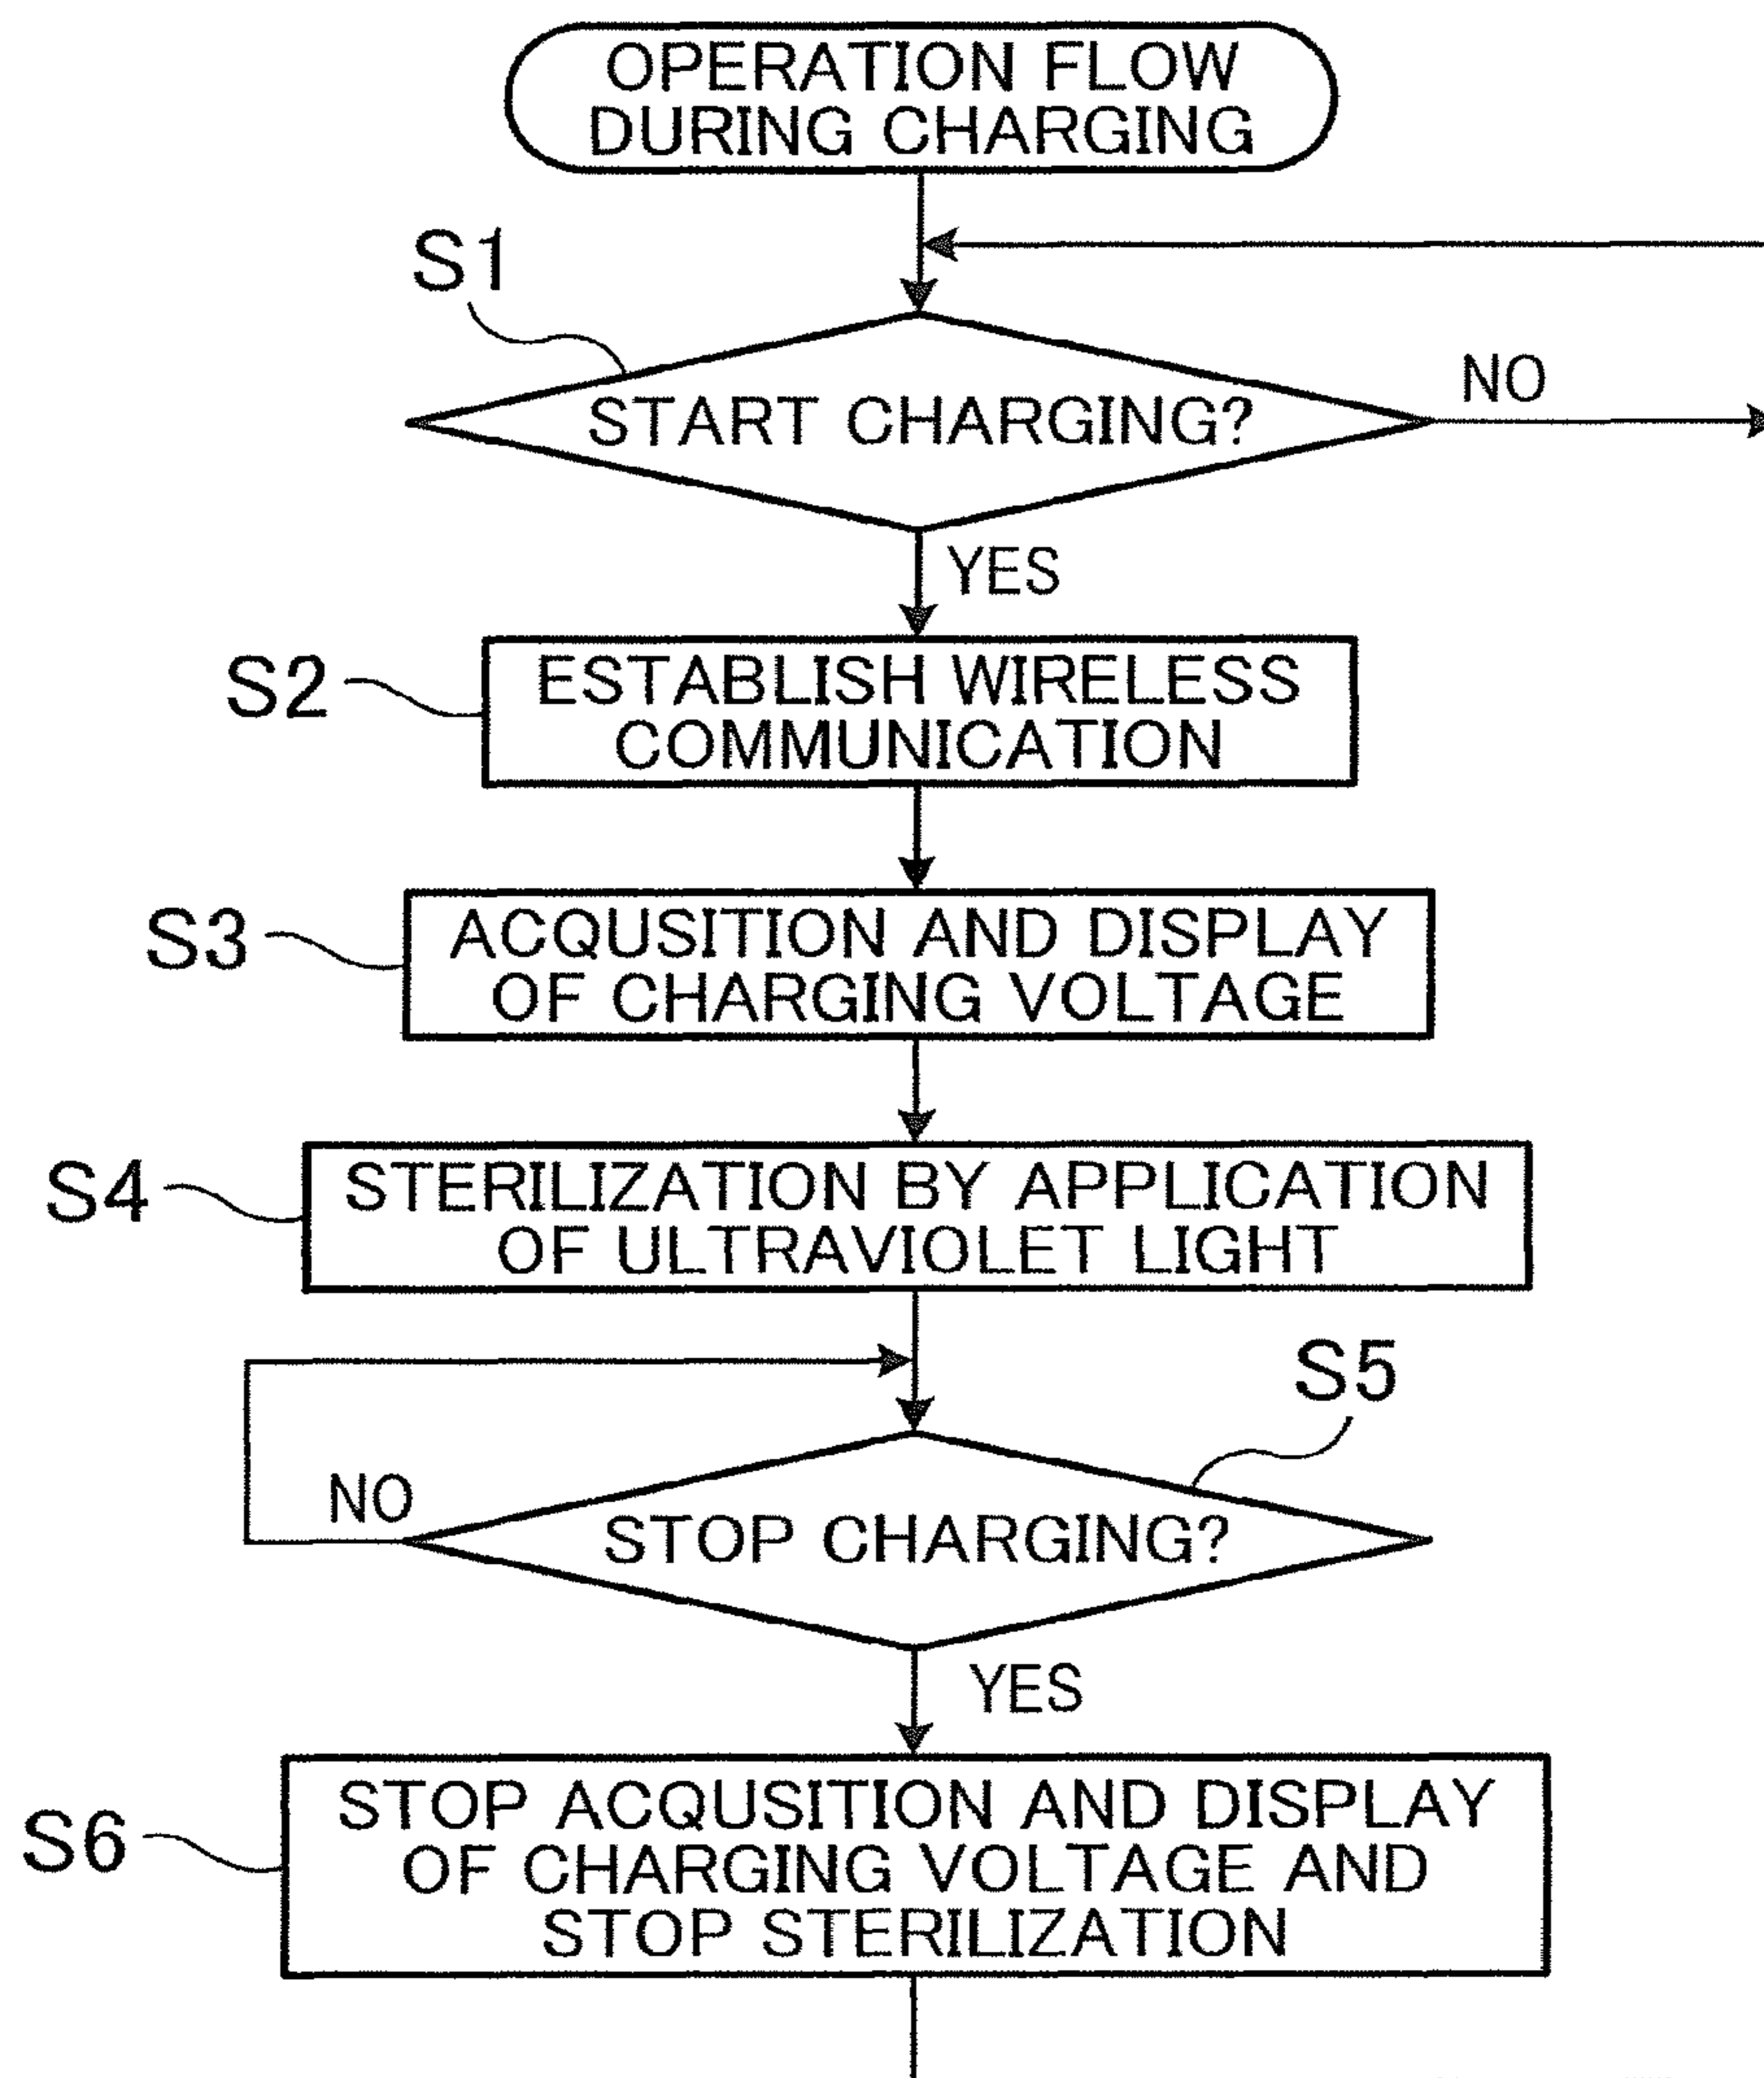 OPERATION FLOW
DURING CHARGING
S1
START CHARGING?
NO
YES
S2
ESTABLISH WIRELESS
COMMUNICATION
S3
ACQUSITION AND DISPLAY
OF CHARGING VOLTAGE
S4
STERILIZATION BY APPLICATION
OF ULTRAVIOLET LIGHT
S5
NO
STOP CHARGING?
YES
S6
STOP ACQUSITION AND DISPLAY
OF CHARGING VOLTAGE AND
STOP STERILIZATION